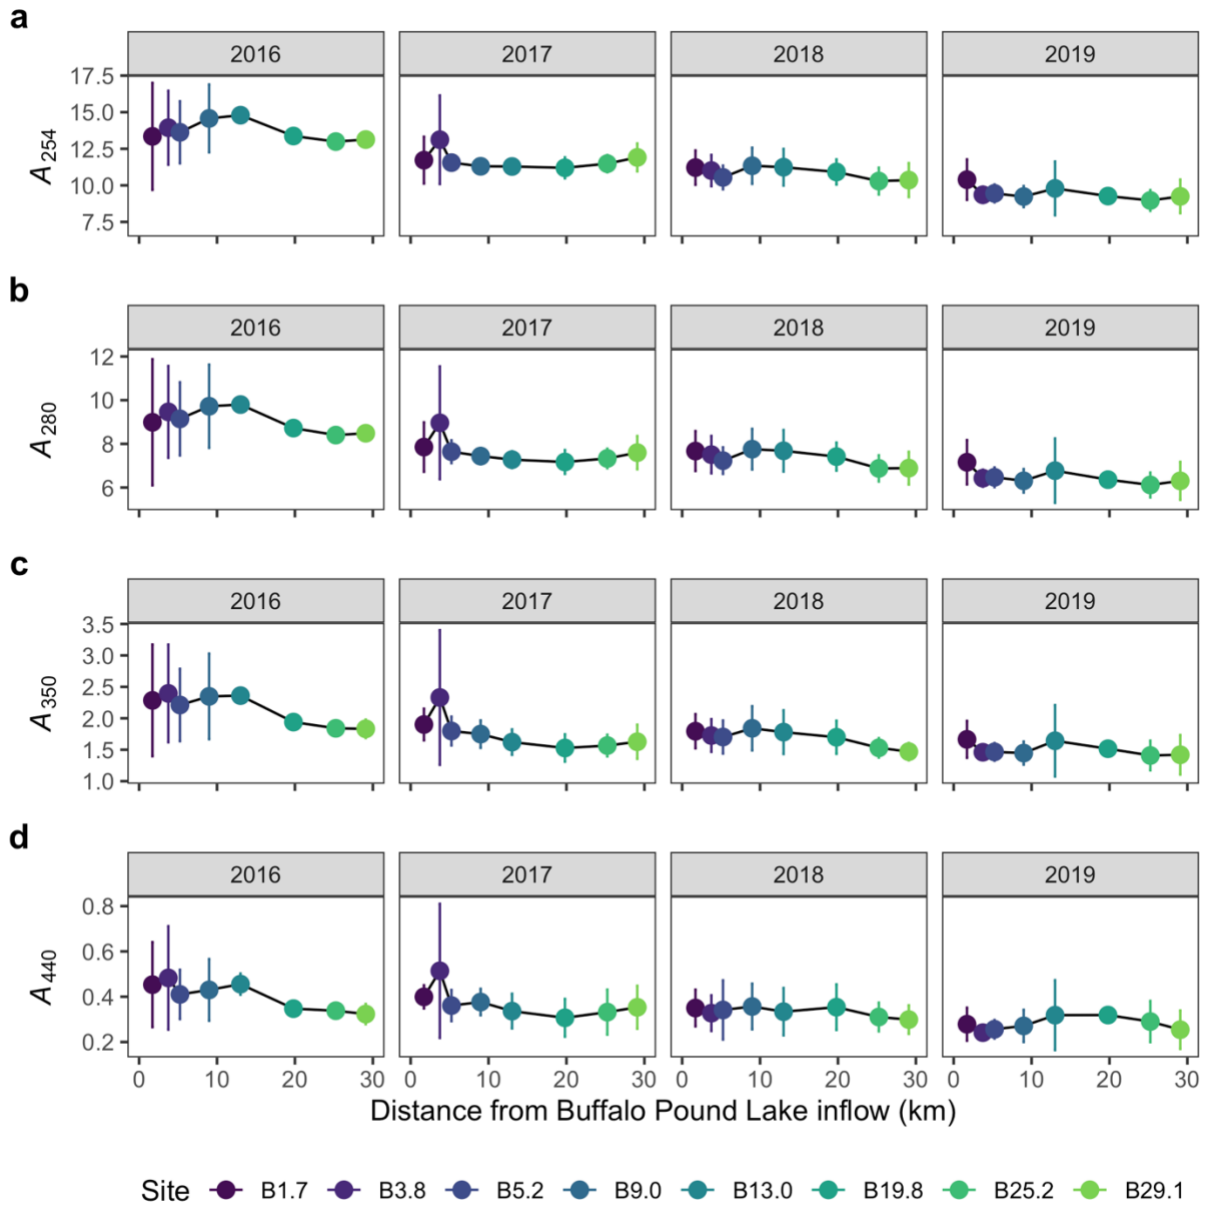 a
2016 2017 2018 2019
17.5
15.0
12.5
10.0
7.5
A254
b
2016 2017 2018 2019
12
10
8
6
A280
c
2016 2017 2018 2019
3.5
3.0
2.5
2.0
1.5
1.0
A350
d
2016 2017 2018 2019
0.8
0.6
0.4
0.2
A440
0 10 20 30 0 10 20 30 0 10 20 30 0 10 20 30
Distance from Buffalo Pound Lake inflow (km)
Site B1.7 B3.8 B5.2 B9.0 B13.0 B19.8 B25.2 B29.1